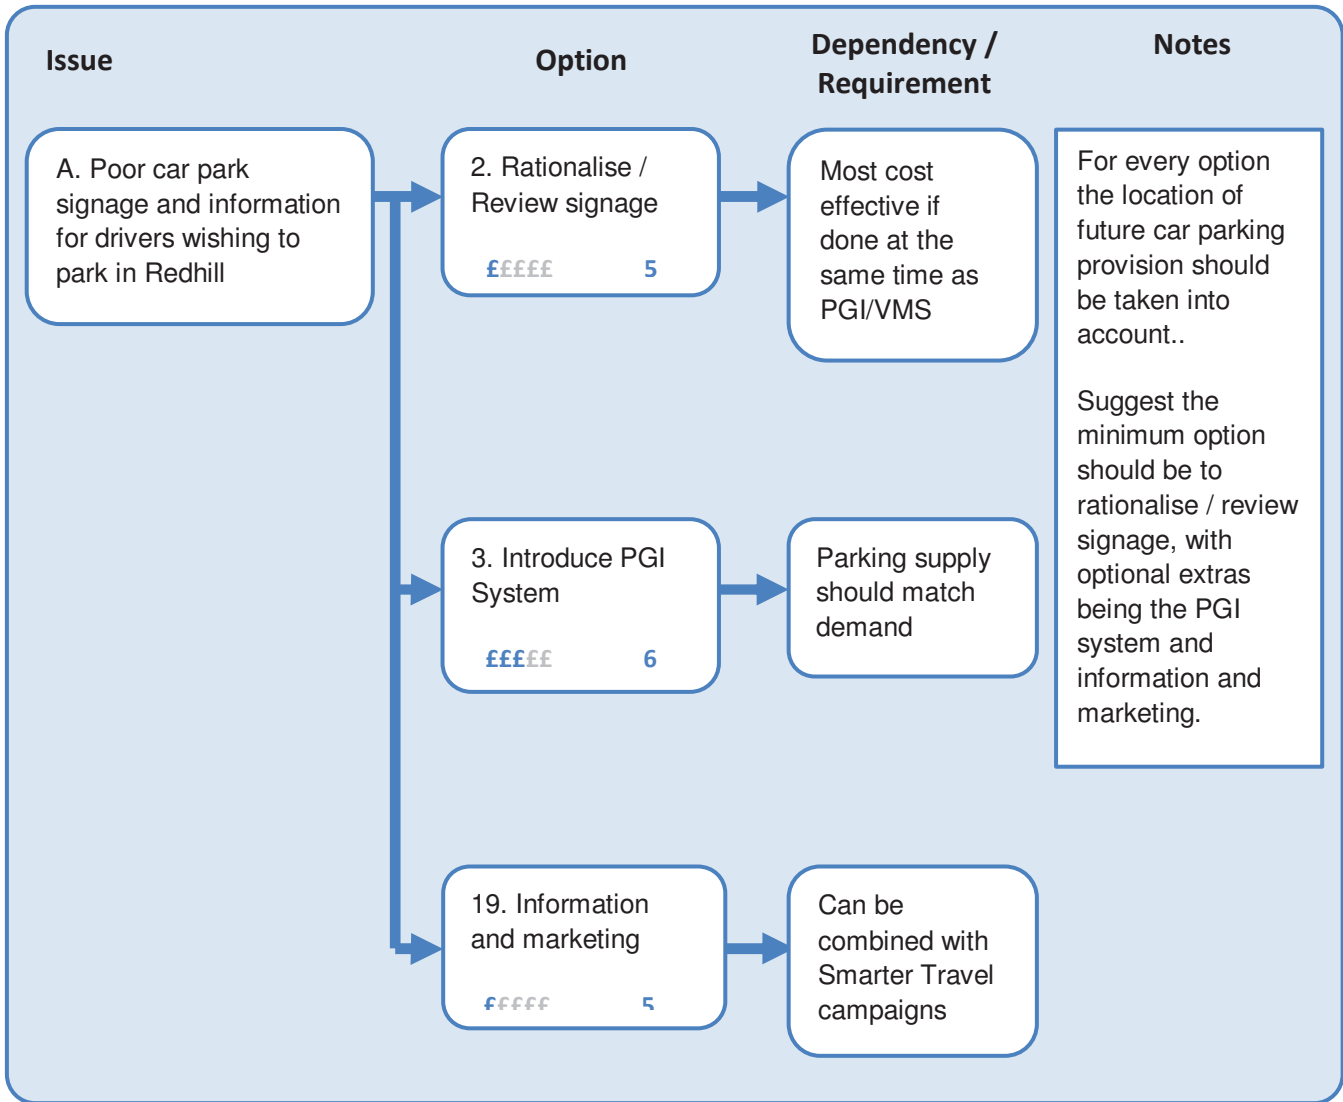 Issue
Option
Dependency /
Requirement
Notes
A. Poor car park
signage and information
for drivers wishing to
park in Redhill
2. Rationalise /
Review signage
£££££ 5
Most cost
effective if
done at the
same time as
PGI/VMS
3. Introduce PGI
System
£££££ 6
Parking supply
should match
demand
19. Information
and marketing
£££££ 5
Can be
combined with
Smarter Travel
campaigns
For every option
the location of
future car parking
provision should
be taken into
account..
Suggest the
minimum option
should be to
rationalise / review
signage, with
optional extras
being the PGI
system and
information and
marketing.